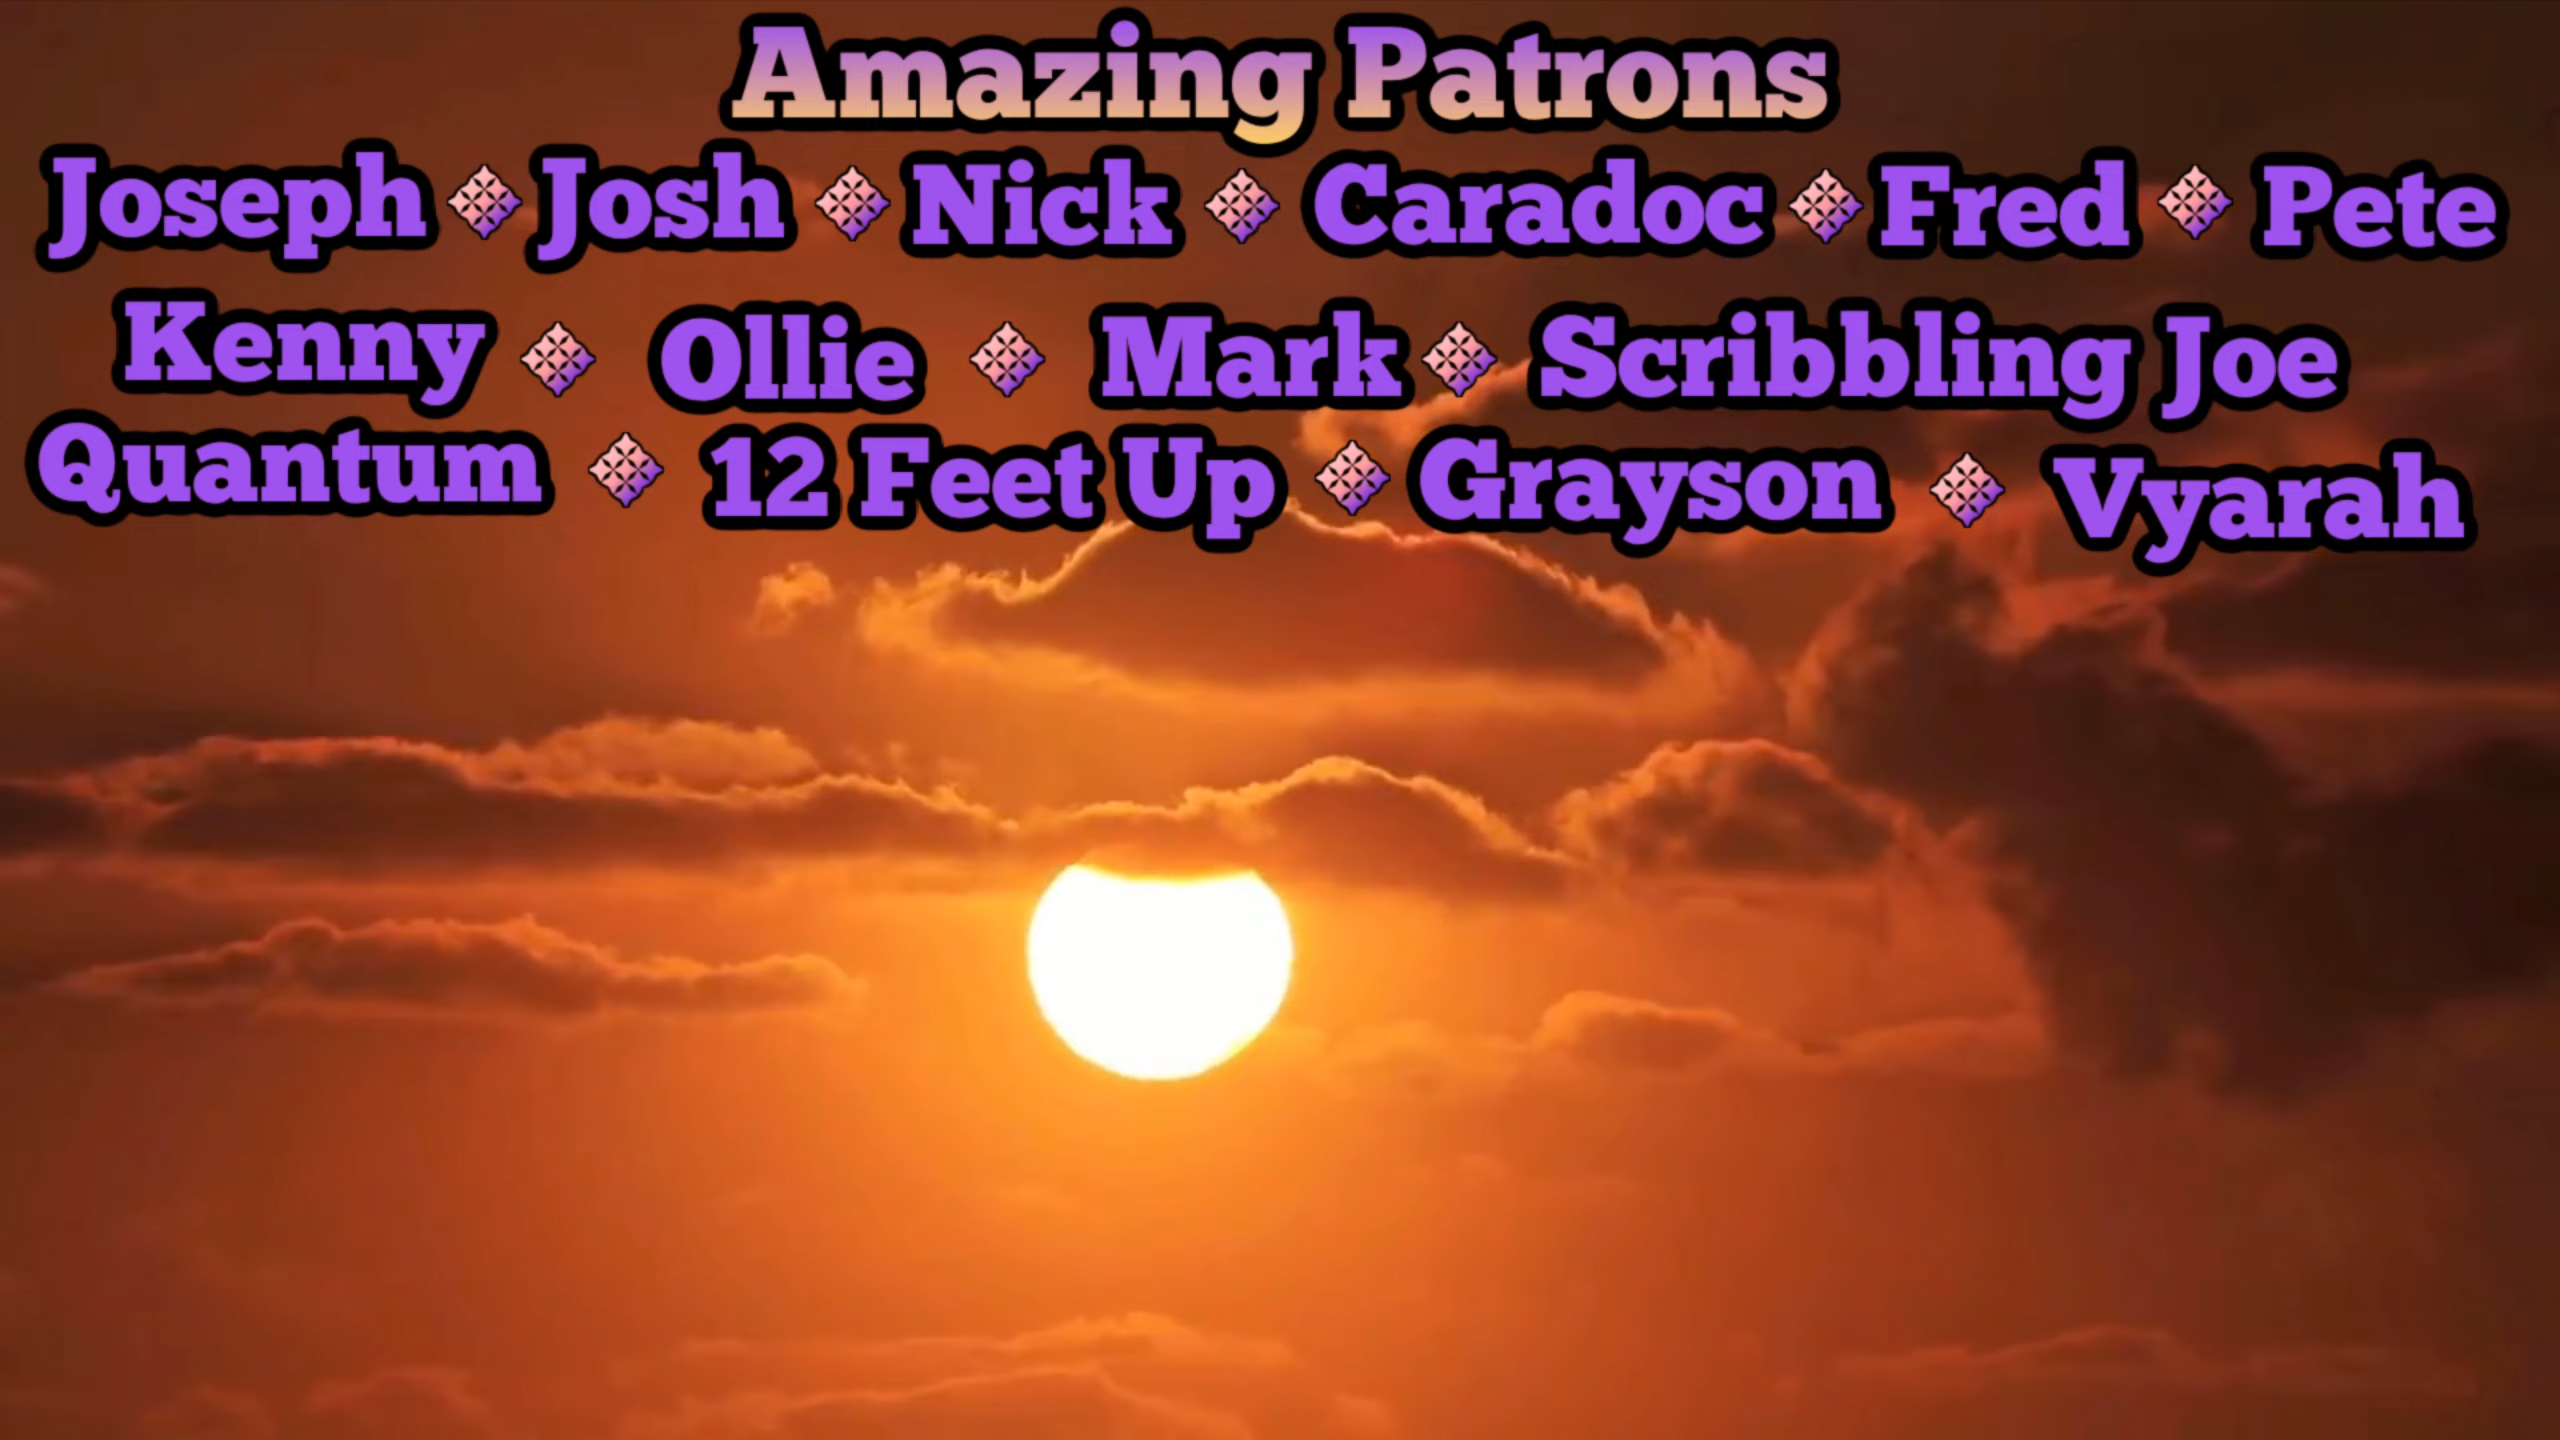 Amazing Patrons
Joseph Josh Nick Caradoc Fred Pete
Kenny Ollie Mark Scribbling Joe
Quantum 12 Feet Up Grayson Vyarah